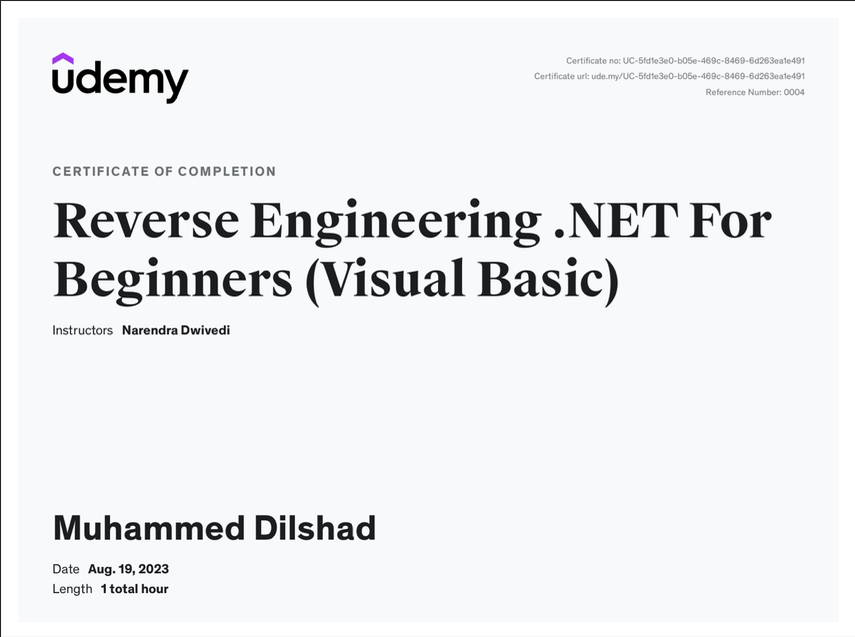 udemy
Certificate no: UC-5fd1e3e0-b05e-469c-8469-6d263ea1e491
Certificate url: ude.my/UC-5fd1e3e0-b05e-469c-8469-6d263ea1e491
Reference Number: 0004
CERTIFICATE OF COMPLETION
Reverse Engineering .NET For
Beginners (Visual Basic)
Instructors Narendra Dwivedi
Muhammed Dilshad
Date Aug. 19, 2023
Length 1 total hour